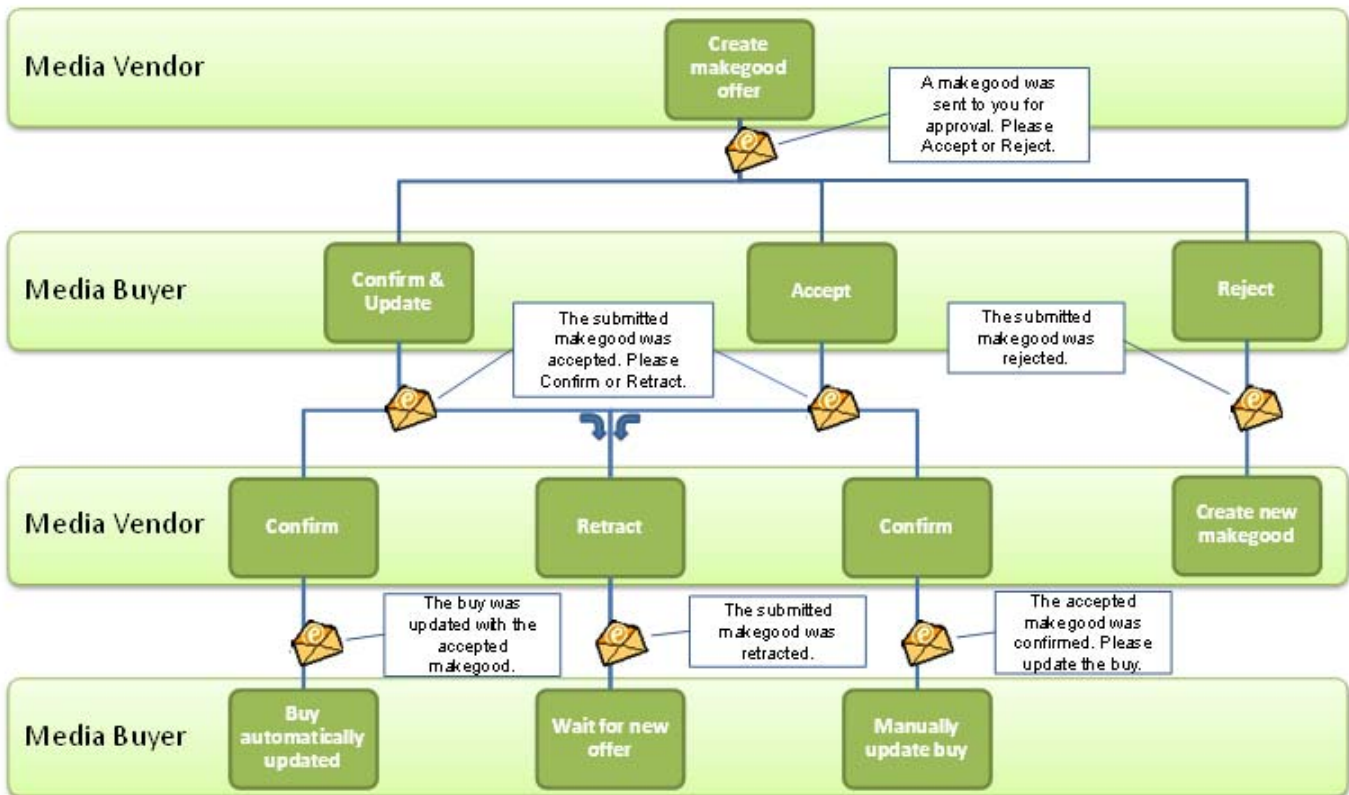 Media Vendor
Create
makegood
offer
A makegood was
sent to you for
approval. Please
Accept or Reject.
Media Buyer
Confirm &
Update
Accept
Reject
The submitted
makegood was
accepted. Please
Confirm or Retract.
The submitted
makegood was
rejected.
Media Vendor
Confirm
Retract
Confirm
Create new
makegood
The buy was
updated with the
accepted
makegood.
The submitted
makegood was
retracted.
The accepted
makegood was
confirmed. Please
update the buy.
Media Buyer
Buy
automatically
updated
Wait for new
offer
Manually
update buy